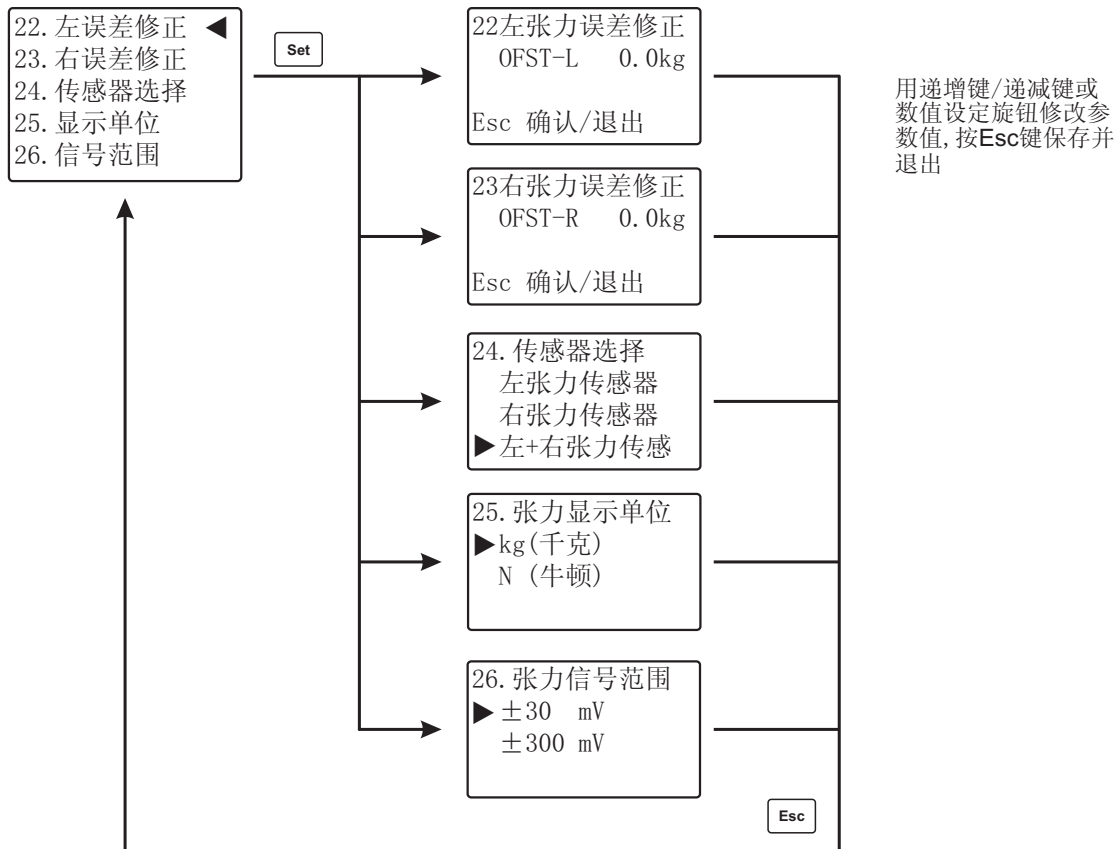 22.左误差修正 ◀
23.右误差修正
24.传感器选择
25.显示单位
26.信号范围
Set
22左张力误差修正
OFST-L 0.0kg
Esc 确认/退出
用递增键/递减键或
数值设定旋钮修改参
数值,按Esc键保存并
退出
23右张力误差修正
OFST-R 0.0kg
Esc 确认/退出
24.传感器选择
左张力传感器
右张力传感器
▶左+右张力传感
25.张力显示单位
▶kg(千克)
N (牛顿)
26.张力信号范围
▶±30 mV
±300 mV
Esc